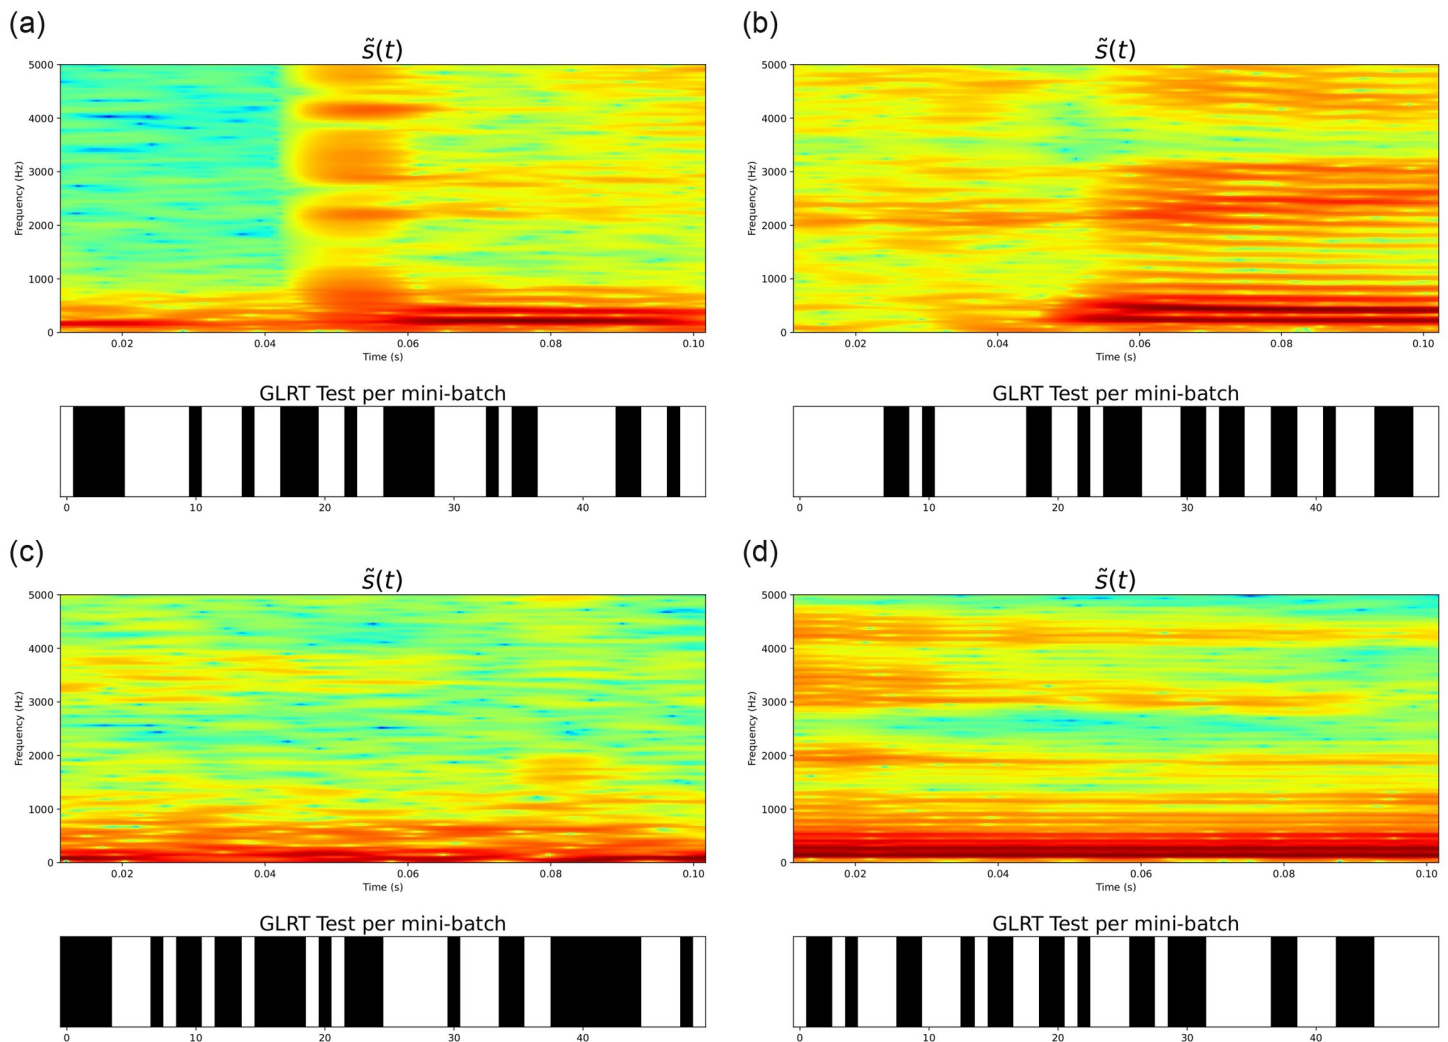 (a)
s̃(t)
5000
4000
3000
2000
1000
0
Frequency (Hz)
0.02 0.04 0.06 0.08 0.10
Time (s)
GLRT Test per mini-batch
0 10 20 30 40
(b)
s̃(t)
5000
4000
3000
2000
1000
0
Frequency (Hz)
0.02 0.04 0.06 0.08 0.10
Time (s)
GLRT Test per mini-batch
0 10 20 30 40
(c)
s̃(t)
5000
4000
3000
2000
1000
0
Frequency (Hz)
0.02 0.04 0.06 0.08 0.10
Time (s)
GLRT Test per mini-batch
0 10 20 30 40
(d)
s̃(t)
5000
4000
3000
2000
1000
0
Frequency (Hz)
0.02 0.04 0.06 0.08 0.10
Time (s)
GLRT Test per mini-batch
0 10 20 30 40